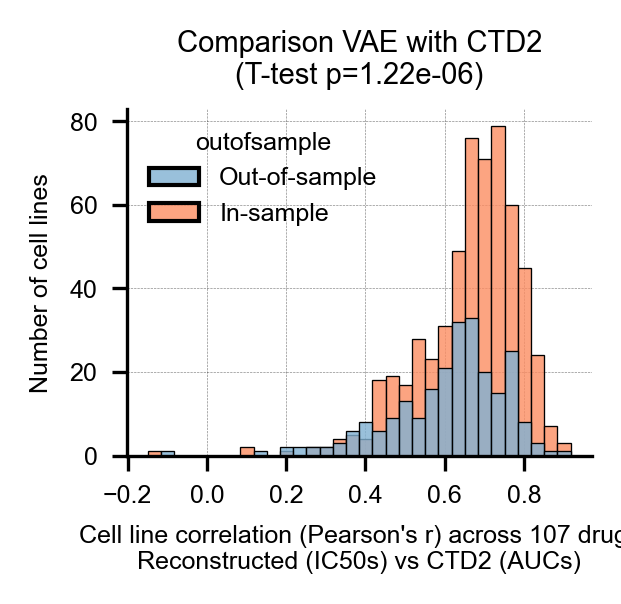 Comparison VAE with CTD2
(T-test p=1.22e-06)
80
60
40
20
0
Number of cell lines
outofsample
Out-of-sample
In-sample
−0.2 0.0 0.2 0.4 0.6 0.8
Cell line correlation (Pearson's r) across 107 drug
Reconstructed (IC50s) vs CTD2 (AUCs)